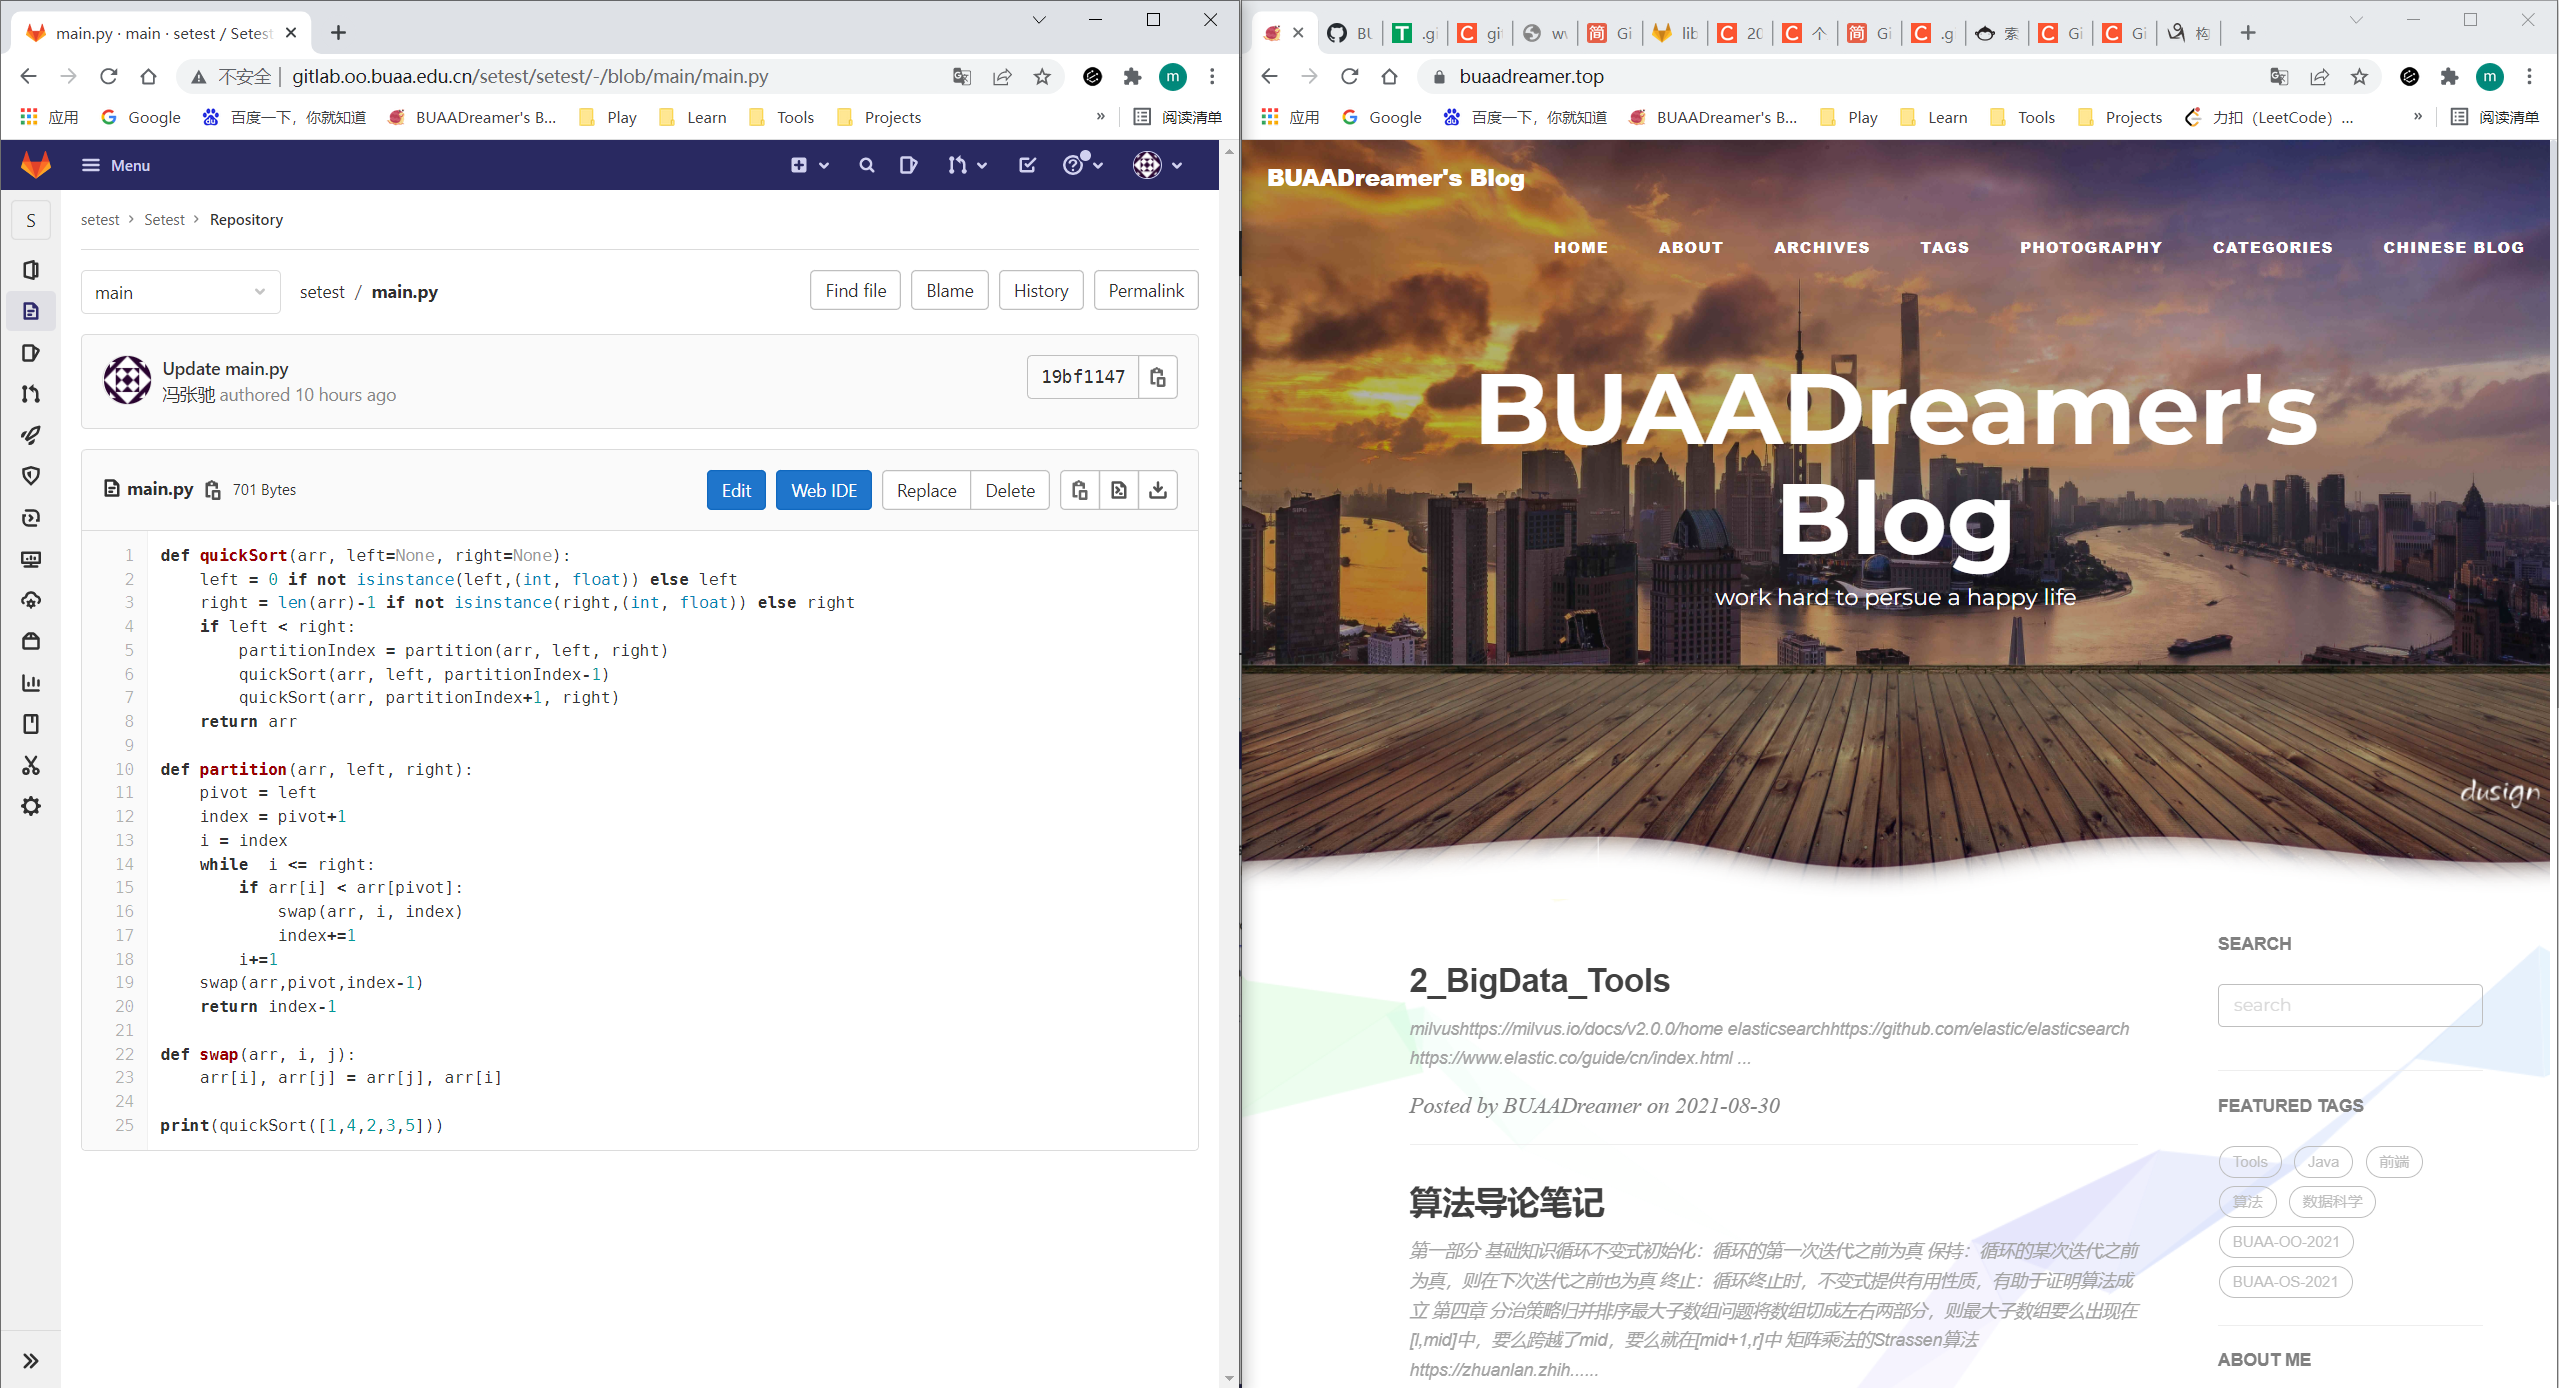 main.py · main · setest / Setest
不安全 | gitlab.oo.buaa.edu.cn/setest/setest/-/blob/main/main.py
m
应用 Google 百度一下，你就知道 BUAADreamer's B... Play Learn Tools Projects » 阅读清单
Menu
S
setest > Setest > Repository
main
setest / main.py
Find file Blame History Permalink
Update main.py
冯张驰 authored 10 hours ago
19bf1147
main.py 701 Bytes
Edit Web IDE Replace Delete
1 def quickSort(arr, left=None, right=None):
2     left = 0 if not isinstance(left,(int, float)) else left
3     right = len(arr)-1 if not isinstance(right,(int, float)) else right
4     if left < right:
5         partitionIndex = partition(arr, left, right)
6         quickSort(arr, left, partitionIndex-1)
7         quickSort(arr, partitionIndex+1, right)
8     return arr
9
10 def partition(arr, left, right):
11     pivot = left
12     index = pivot+1
13     i = index
14     while  i <= right:
15         if arr[i] < arr[pivot]:
16             swap(arr, i, index)
17             index+=1
18         i+=1
19     swap(arr,pivot,index-1)
20     return index-1
21
22 def swap(arr, i, j):
23     arr[i], arr[j] = arr[j], arr[i]
24
25 print(quickSort([1,4,2,3,5]))
BU T .gi C gi 简 Gi lib C 20 C 个 简 Gi C .g 索 C Gi C Gi 构
buaadreamer.top
m
应用 Google 百度一下，你就知道 BUAADreamer's B... Play Learn Tools Projects 力扣（LeetCode）... » 阅读清单
BUAADreamer's Blog
HOME ABOUT ARCHIVES TAGS PHOTOGRAPHY CATEGORIES CHINESE BLOG
BUAADreamer's
Blog
work hard to persue a happy life
dusign
2_BigData_Tools
milvushttps://milvus.io/docs/v2.0.0/home elasticsearchhttps://github.com/elastic/elasticsearch
https://www.elastic.co/guide/cn/index.html ...
Posted by BUAADreamer on 2021-08-30
算法导论笔记
第一部分 基础知识循环不变式初始化：循环的第一次迭代之前为真 保持：循环的某次迭代之前
为真，则在下次迭代之前也为真 终止：循环终止时，不变式提供有用性质，有助于证明算法成
立 第四章 分治策略归并排序最大子数组问题将数组切成左右两部分，则最大子数组要么出现在
[l,mid]中，要么跨越了mid，要么就在[mid+1,r]中 矩阵乘法的Strassen算法
https://zhuanlan.zhih......
SEARCH
search
FEATURED TAGS
Tools Java 前端
算法 数据科学
BUAA-OO-2021
BUAA-OS-2021
ABOUT ME